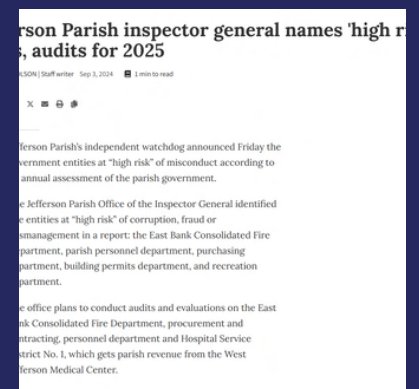 rson Parish inspector general names 'high r
s, audits for 2025
LSON | Staff writer Sep 3, 2024 1 min to read
ferson Parish's independent watchdog announced Friday the
vernment entities at “high risk” of misconduct according to
annual assessment of the parish government.
e Jefferson Parish Office of the Inspector General identified
e entities at “high risk” of corruption, fraud or
smanagement in a report: the East Bank Consolidated Fire
partment, parish personnel department, purchasing
partment, building permits department, and recreation
partment.
e office plans to conduct audits and evaluations on the East
nk Consolidated Fire Department, procurement and
ntracting, personnel department and Hospital Service
strict No. 1, which gets parish revenue from the West
fferson Medical Center.